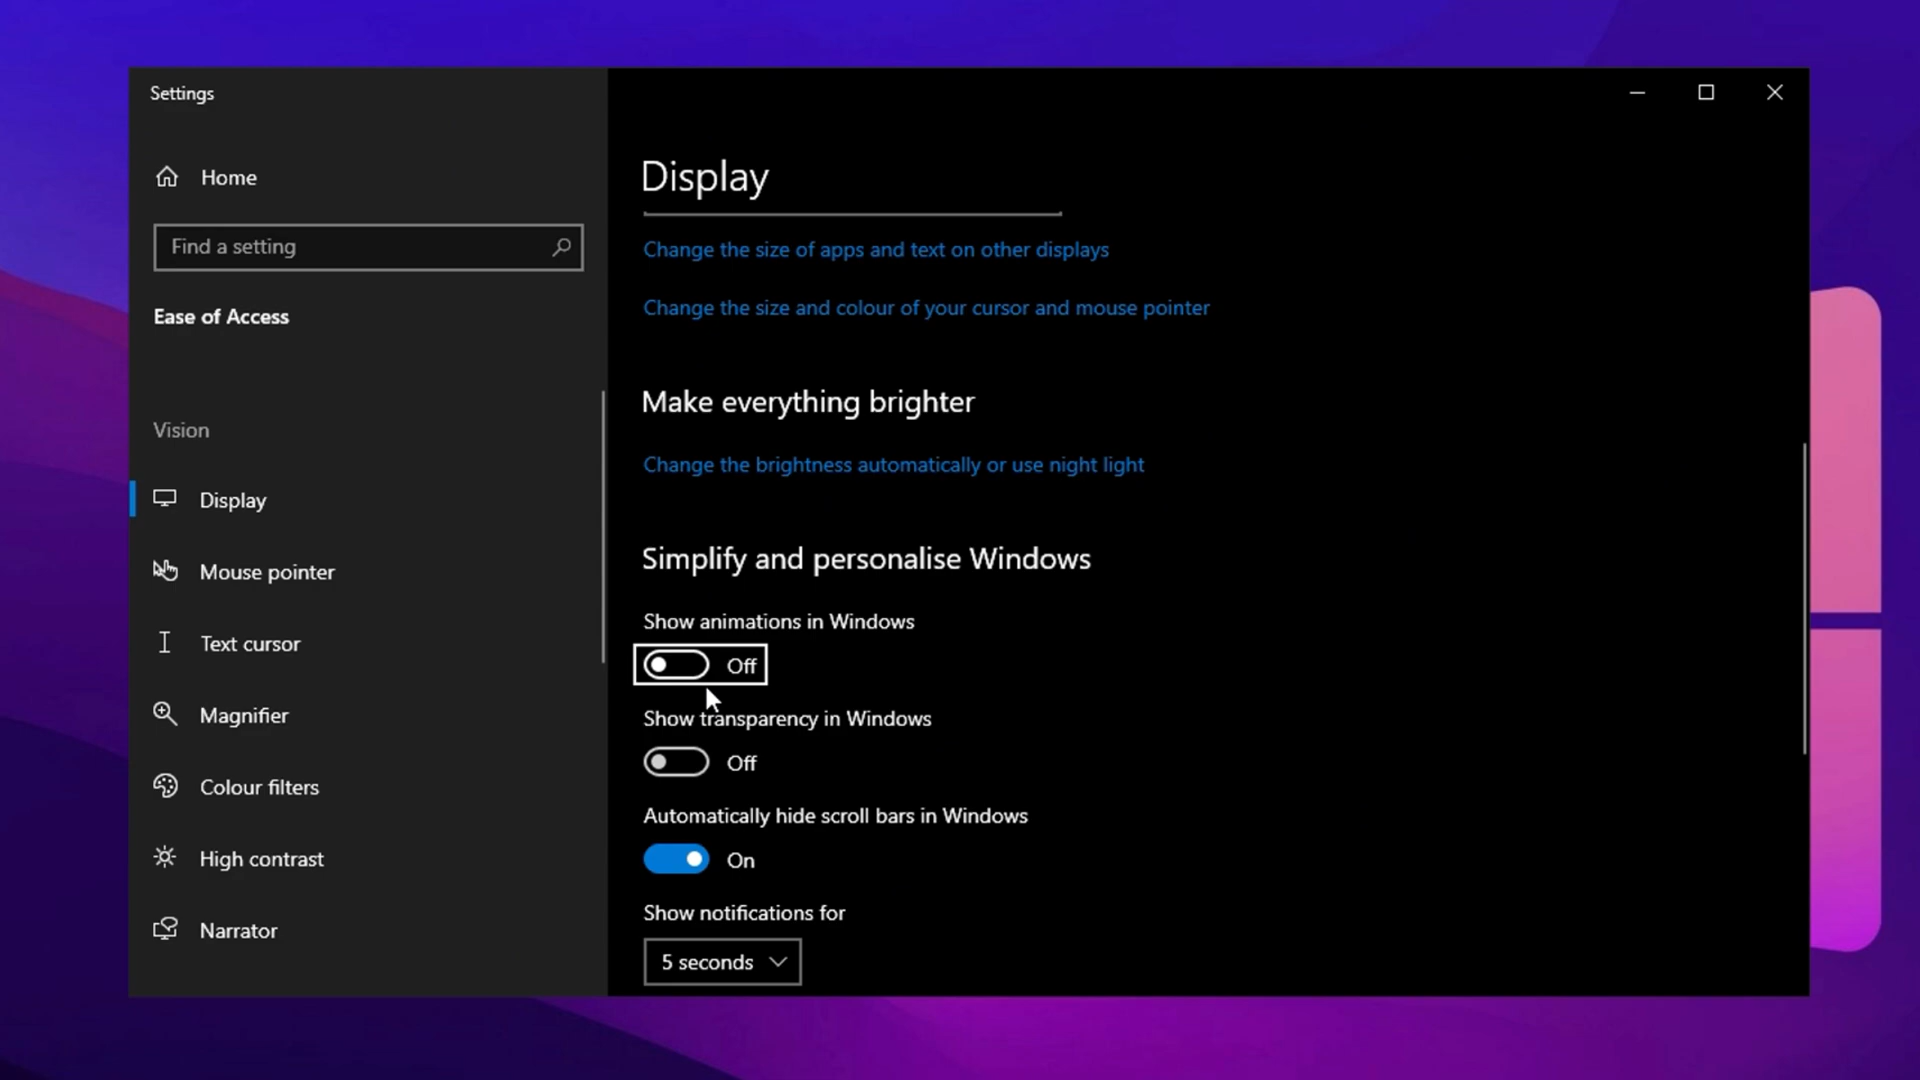 Settings
Home
Find a setting
Ease of Access
Vision
Display
Mouse pointer
Text cursor
Magnifier
Colour filters
High contrast
Narrator
Display
Change the size of apps and text on other displays
Change the size and colour of your cursor and mouse pointer
Make everything brighter
Change the brightness automatically or use night light
Simplify and personalise Windows
Show animations in Windows
Off
Show transparency in Windows
Off
Automatically hide scroll bars in Windows
On
Show notifications for
5 seconds